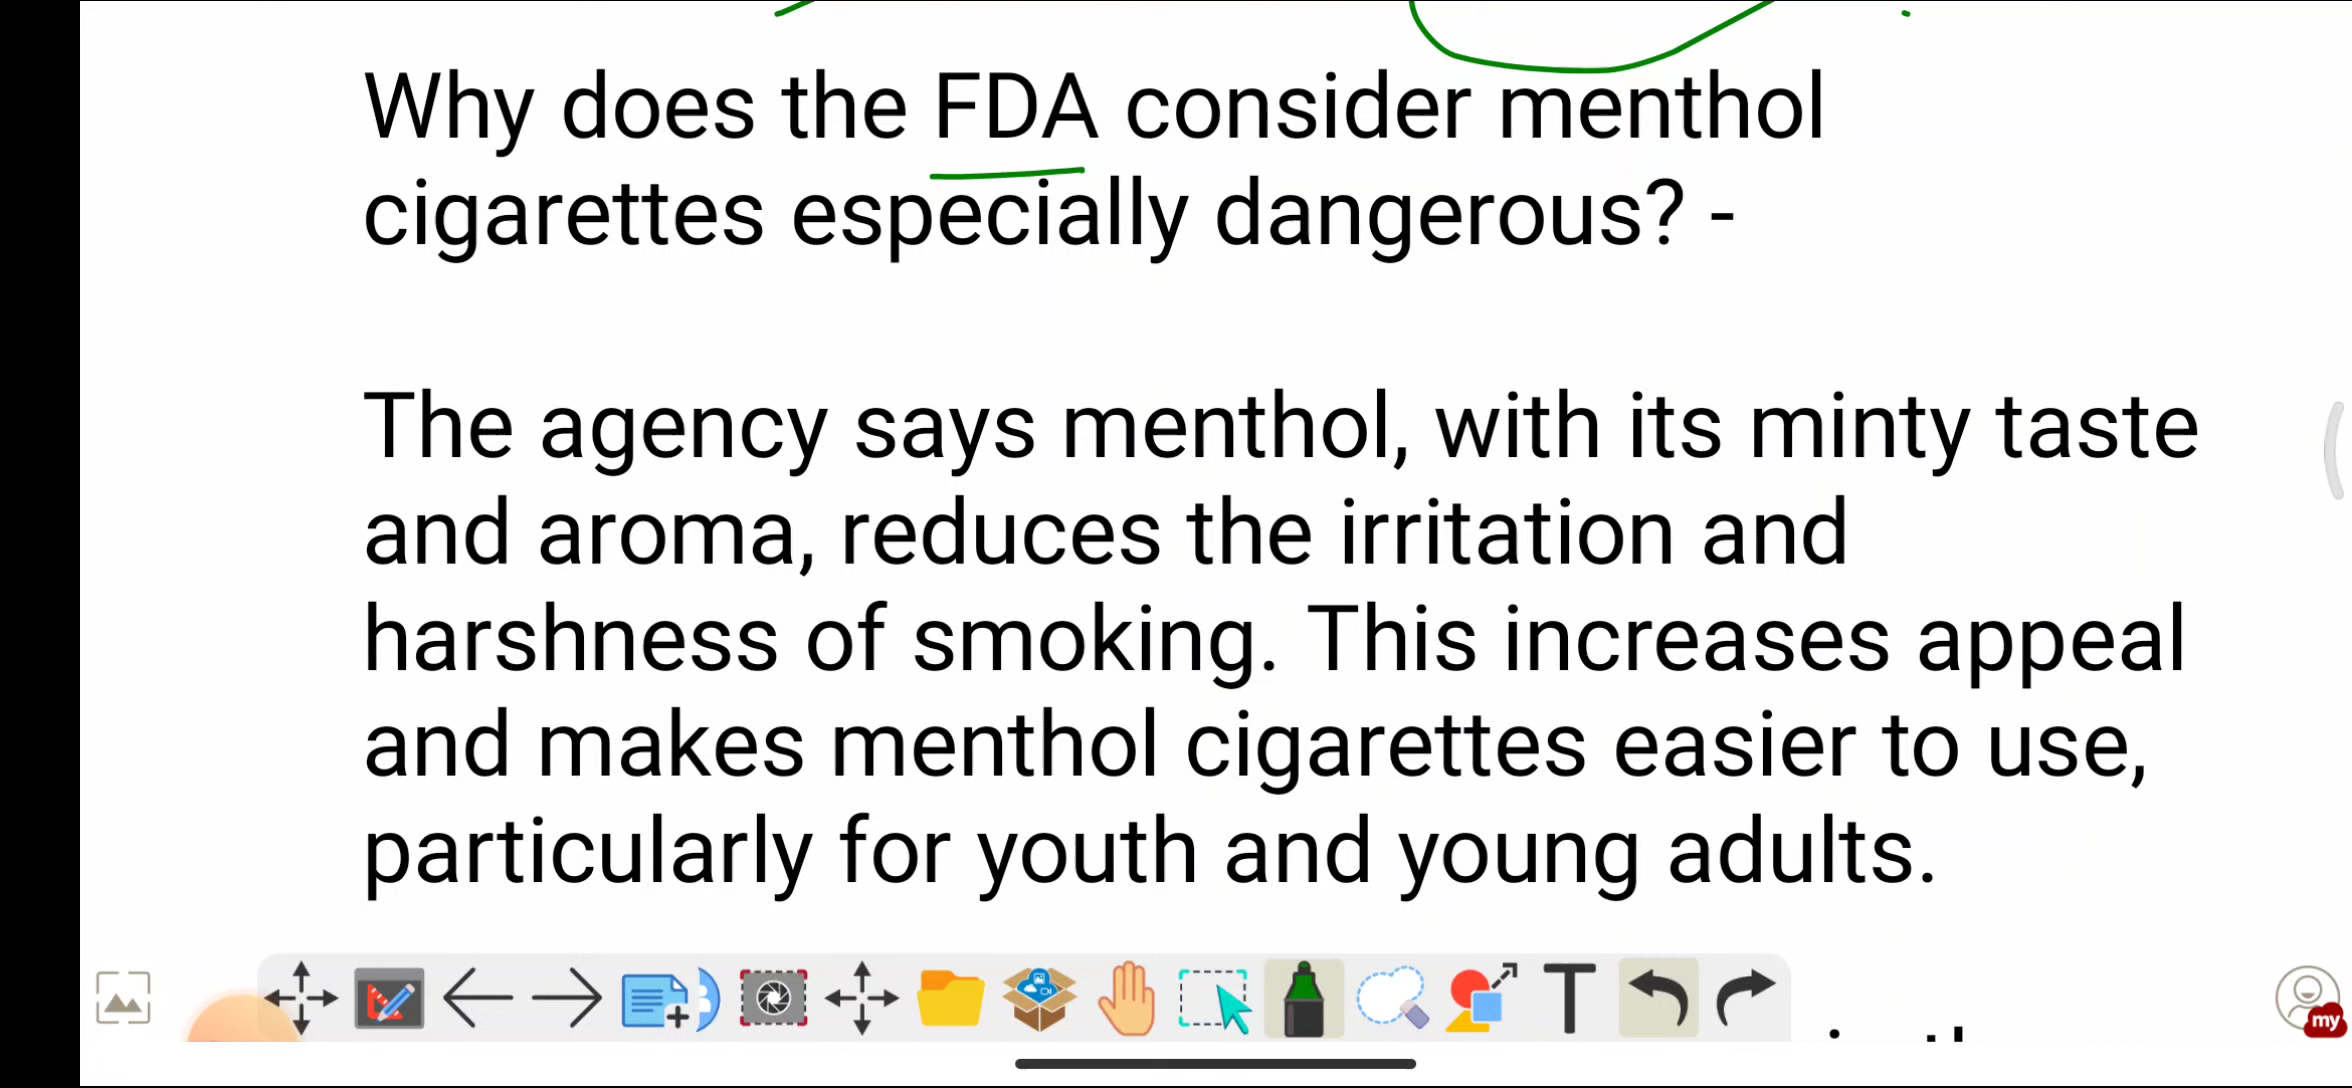 Why does the FDA consider menthol
cigarettes especially dangerous? -
The agency says menthol, with its minty taste
and aroma, reduces the irritation and
harshness of smoking. This increases appeal
and makes menthol cigarettes easier to use,
particularly for youth and young adults.
T
my